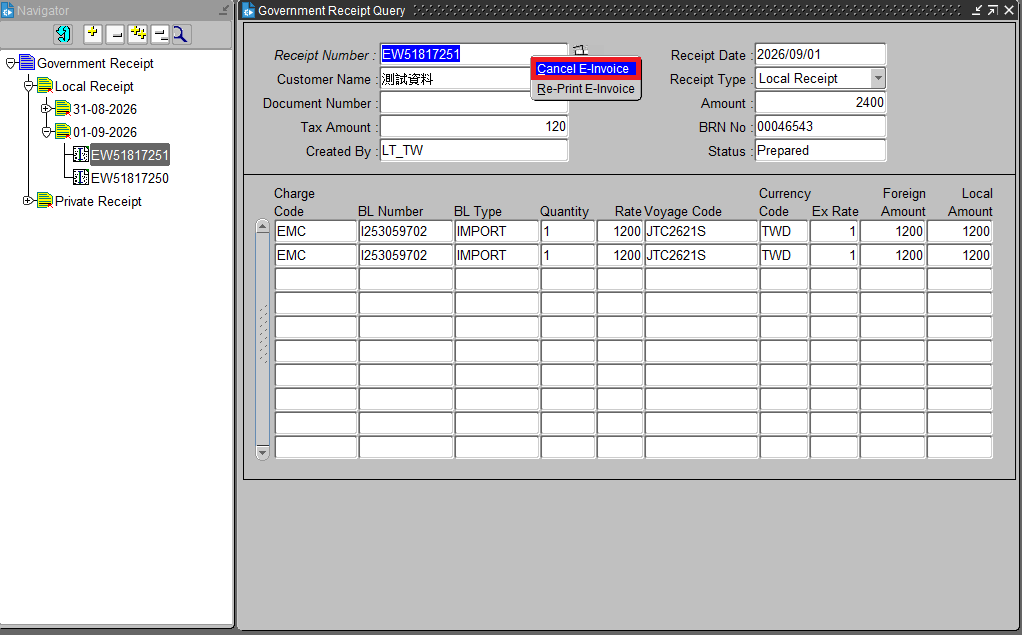 Navigator
Government Receipt
Local Receipt
31-08-2026
01-09-2026
EW51817251
EW51817250
Private Receipt
Government Receipt Query
Receipt Number : EW51817251
Receipt Date : 2026/09/01
Cancel E-Invoice
Re-Print E-Invoice
Customer Name : 測試資料
Receipt Type : Local Receipt
Document Number :
Amount : 2400
Tax Amount : 120
BRN No : 00046543
Created By : LT_TW
Status : Prepared
Charge Currency Foreign Local
Code BL Number BL Type Quantity Rate Voyage Code Code Ex Rate Amount Amount
EMC I253059702 IMPORT 1 1200 JTC2621S TWD 1 1200 1200
EMC I253059702 IMPORT 1 1200 JTC2621S TWD 1 1200 1200